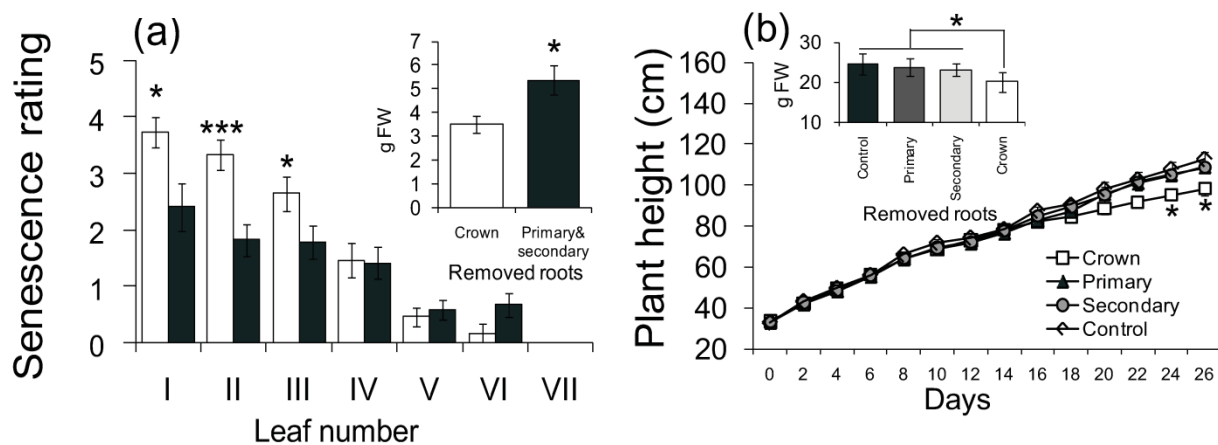 (a)
Senescence rating
5
4
3
2
1
0
*
***
*
I II III IV V VI VII
Leaf number
g FW
7
6
5
4
3
2
1
0
*
Crown
Primary&
secondary
Removed roots
(b)
Plant height (cm)
160
140
120
100
80
60
40
20
g FW
30
20
10
*
Control
Primary
Secondary
Crown
Removed roots
* *
Crown
Primary
Secondary
Control
0 2 4 6 8 10 12 14 16 18 20 22 24 26
Days